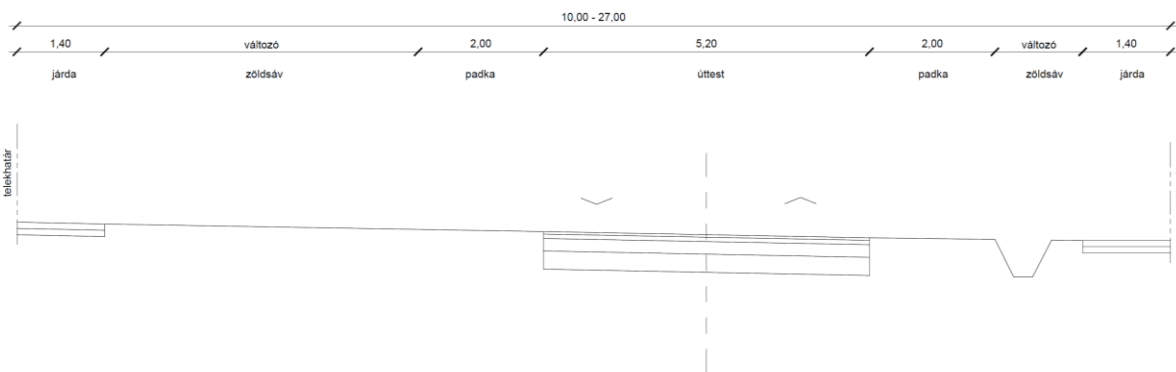 10,00 - 27,00
1,40 változó 2,00 5,20 2,00 változó 1,40
járda zöldsáv padka úttest padka zöldsáv járda
telekhatár